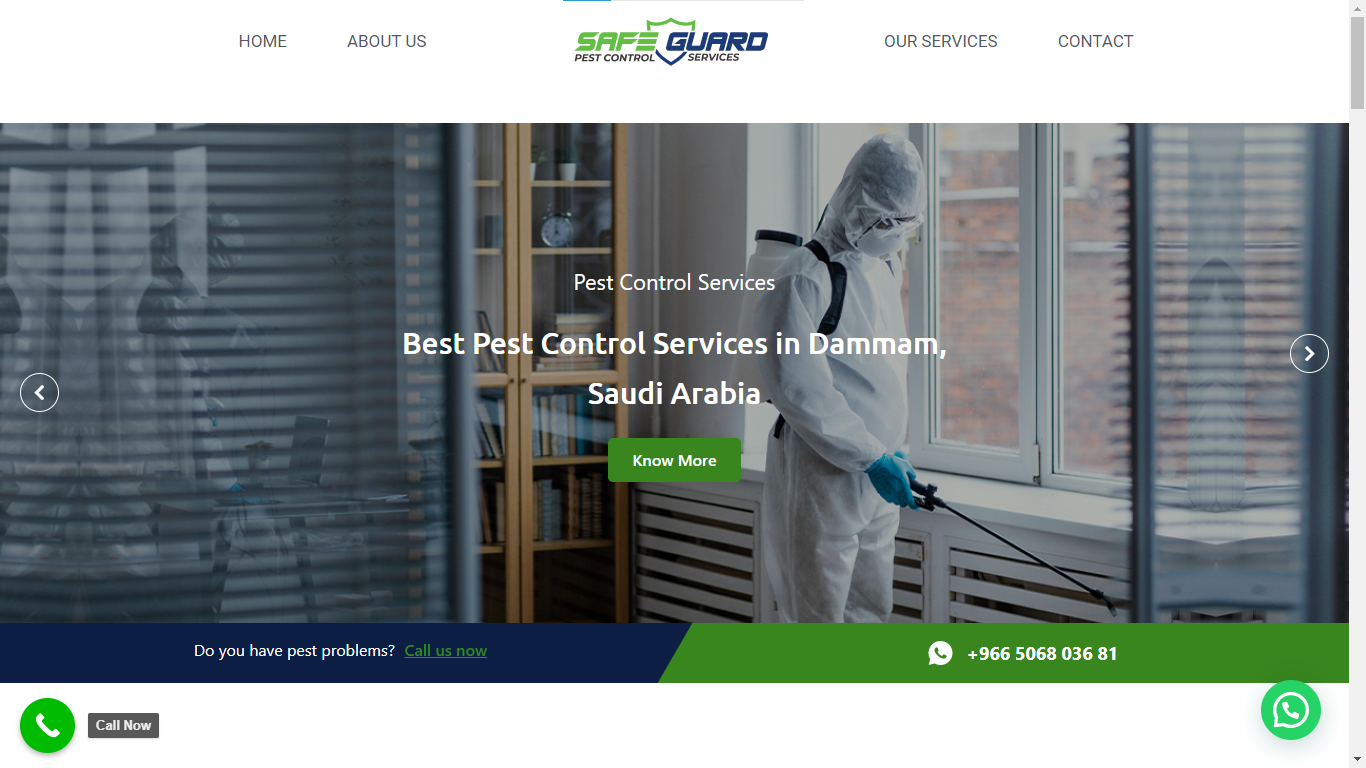 HOME
ABOUT US
SAFE GUARD
PEST CONTROL SERVICES
OUR SERVICES
CONTACT
Pest Control Services
Best Pest Control Services in Dammam,
Saudi Arabia
Know More
Do you have pest problems? Call us now
+966 5068 036 81
Call Now